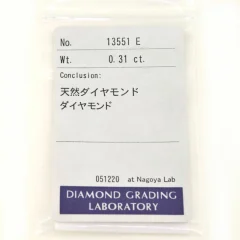 No. 13551 E
Wt. 0.31 ct.
Conclusion:
天然ダイヤモンド
ダイヤモンド
051220 at Nagoya Lab
DIAMOND GRADING
LABORATORY